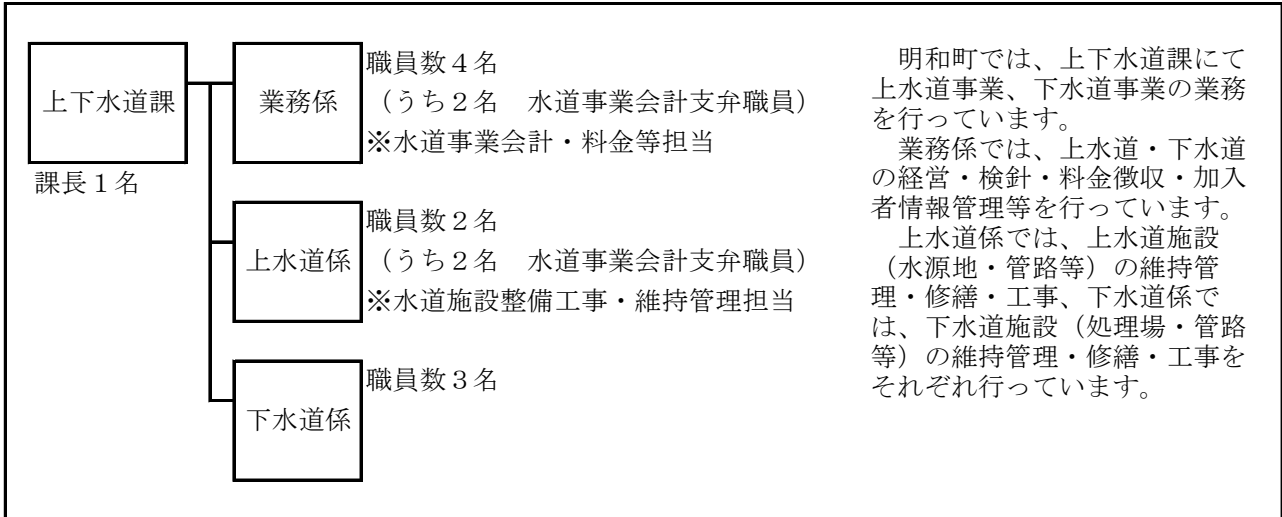 上下水道課
課長１名
業務係
職員数４名
（うち２名　水道事業会計支弁職員）
※水道事業会計・料金等担当
上水道係
職員数２名
（うち２名　水道事業会計支弁職員）
※水道施設整備工事・維持管理担当
下水道係
職員数３名
　明和町では、上下水道課にて
上水道事業、下水道事業の業務
を行っています。
　業務係では、上水道・下水道
の経営・検針・料金徴収・加入
者情報管理等を行っています。
　上水道係では、上水道施設
（水源地・管路等）の維持管
理・修繕・工事、下水道係で
は、下水道施設（処理場・管路
等）の維持管理・修繕・工事を
それぞれ行っています。